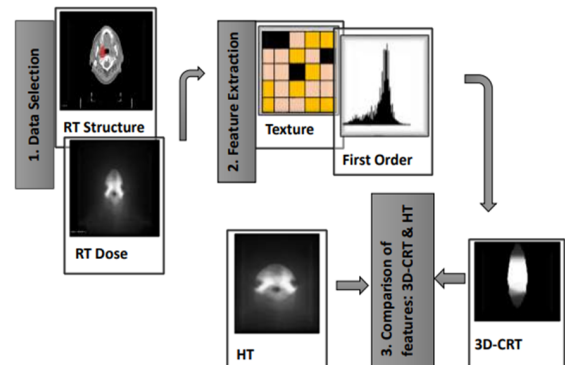 1. Data Selection
RT Structure
RT Dose
2. Feature Extraction
Texture
First Order
3. Comparison of
features: 3D-CRT & HT
HT
3D-CRT